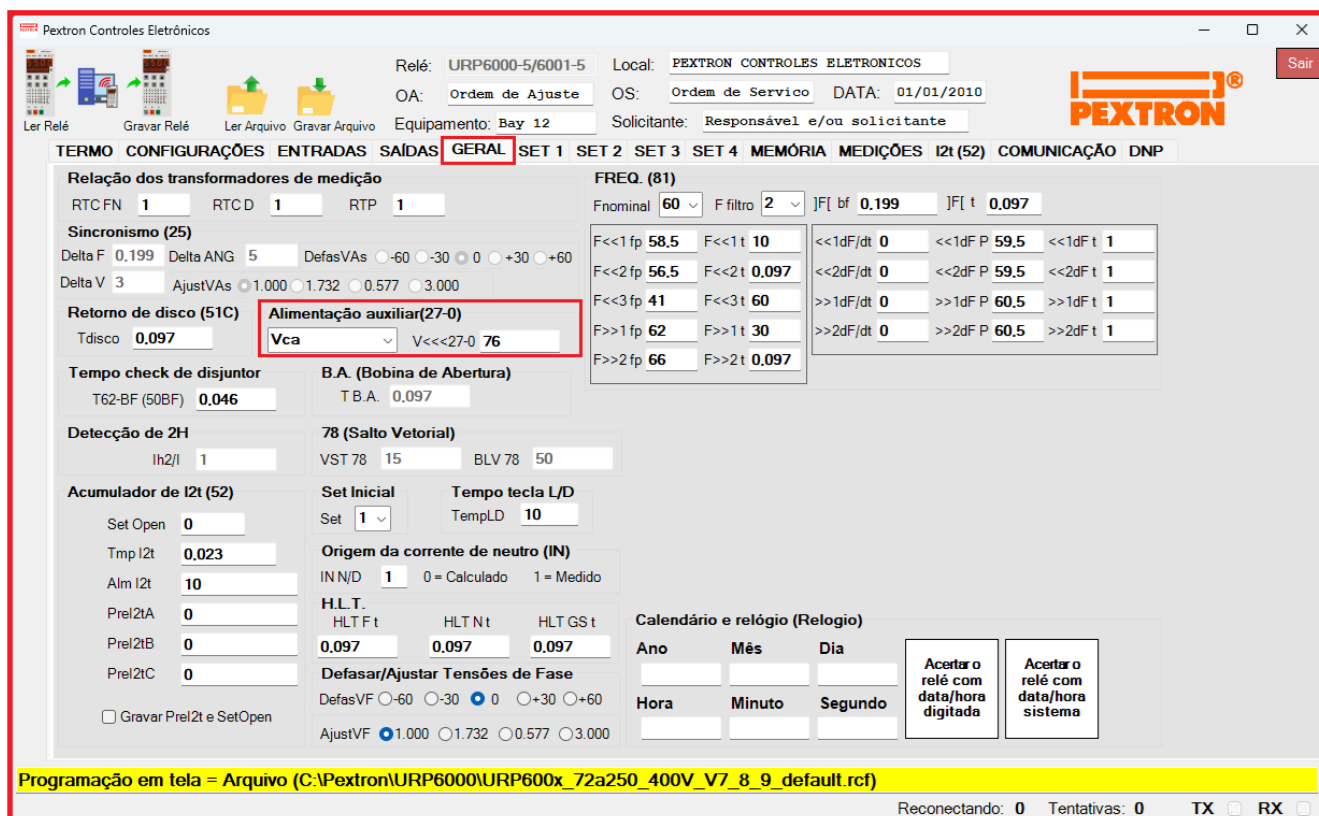 Pextron Controles Eletrônicos
Relé: URP6000-5/6001-5 Local: PEXTRON CONTROLES ELETRONICOS Sair
OA: Ordem de Ajuste OS: Ordem de Servico DATA: 01/01/2010
Equipamento: Bay 12 Solicitante: Responsável e/ou solicitante
PEXTRON ®
Ler Relé Gravar Relé Ler Arquivo Gravar Arquivo
TERMO CONFIGURAÇÕES ENTRADAS SAÍDAS GERAL SET 1 SET 2 SET 3 SET 4 MEMÓRIA MEDIÇÕES I2t (52) COMUNICAÇÃO DNP
Relação dos transformadores de medição
RTC FN 1 RTC D 1 RTP 1
Sincronismo (25)
Delta F 0.199 Delta ANG 5 DefasVAs -60 -30 0 +30 +60
Delta V 3 AjustVAs 1.000 1.732 0.577 3.000
Retorno de disco (51C)
Tdisco 0.097
Alimentação auxiliar(27-0)
Vca V<<<27-0 76
Tempo check de disjuntor
T62-BF (50BF) 0.046
B.A. (Bobina de Abertura)
T B.A. 0.097
Detecção de 2H
Ih2/I 1
78 (Salto Vetorial)
VST 78 15 BLV 78 50
Acumulador de I2t (52)
Set Open 0
Tmp I2t 0.023
Alm I2t 10
PreI2tA 0
PreI2tB 0
PreI2tC 0
Gravar PreI2t e SetOpen
Set Inicial
Set 1
Tempo tecla L/D
TempLD 10
Origem da corrente de neutro (IN)
IN N/D 1 0 = Calculado 1 = Medido
H.L.T.
HLT F t HLT N t HLT GS t
0.097 0.097 0.097
Defasar/Ajustar Tensões de Fase
DefasVF -60 -30 0 +30 +60
AjustVF 1.000 1.732 0.577 3.000
FREQ. (81)
Fnominal 60 F filtro 2 ]F[ bf 0.199 ]F[ t 0.097
F<<1 fp 58.5 F<<1 t 10 <<1dF/dt 0 <<1dF P 59.5 <<1dF t 1
F<<2 fp 56.5 F<<2 t 0.097 <<2dF/dt 0 <<2dF P 59.5 <<2dF t 1
F<<3 fp 41 F<<3 t 60 >>1dF/dt 0 >>1dF P 60.5 >>1dF t 1
F>>1 fp 62 F>>1 t 30 >>2dF/dt 0 >>2dF P 60.5 >>2dF t 1
F>>2 fp 66 F>>2 t 0.097
Calendário e relógio (Relogio)
Ano Mês Dia
Hora Minuto Segundo
Acertar o
relé com
data/hora
digitada
Acertar o
relé com
data/hora
sistema
Programação em tela = Arquivo (C:\Pextron\URP6000\URP600x_72a250_400V_V7_8_9_default.rcf)
Reconectando: 0 Tentativas: 0 TX RX